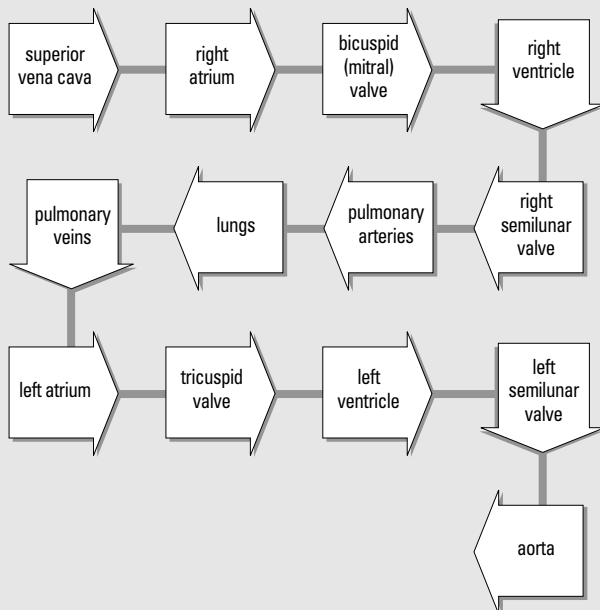 superior
vena cava
right
atrium
bicuspid
(mitral)
valve
right
ventricle
right
semilunar
valve
pulmonary
arteries
lungs
pulmonary
veins
left atrium
tricuspid
valve
left
ventricle
left
semilunar
valve
aorta